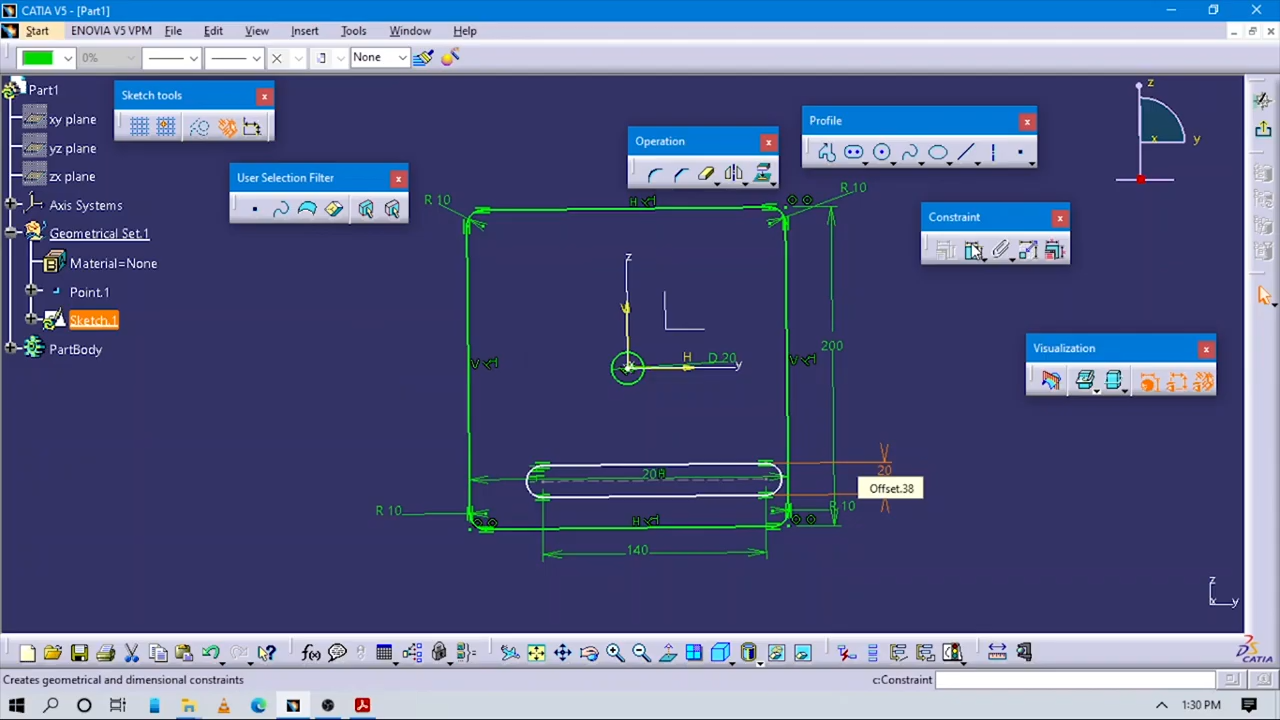 CATIA V5 - [Part1]
Start ENOVIA V5 VPM File Edit View Insert Tools Window Help
0% None
Part1
xy plane
yz plane
zx plane
Axis Systems
Geometrical Set.1
Material=None
Point.1
Sketch.1
PartBody
Sketch tools
User Selection Filter
Operation
Profile
Constraint
Visualization
z
x
y
R 10
H
R 10
z
V
H
D 20
y
V
V
200
20
Offset.38
R 10
H
R 10
140
z
x
y
f(x)
CATIA
Creates geometrical and dimensional constraints
c:Constraint
1:30 PM